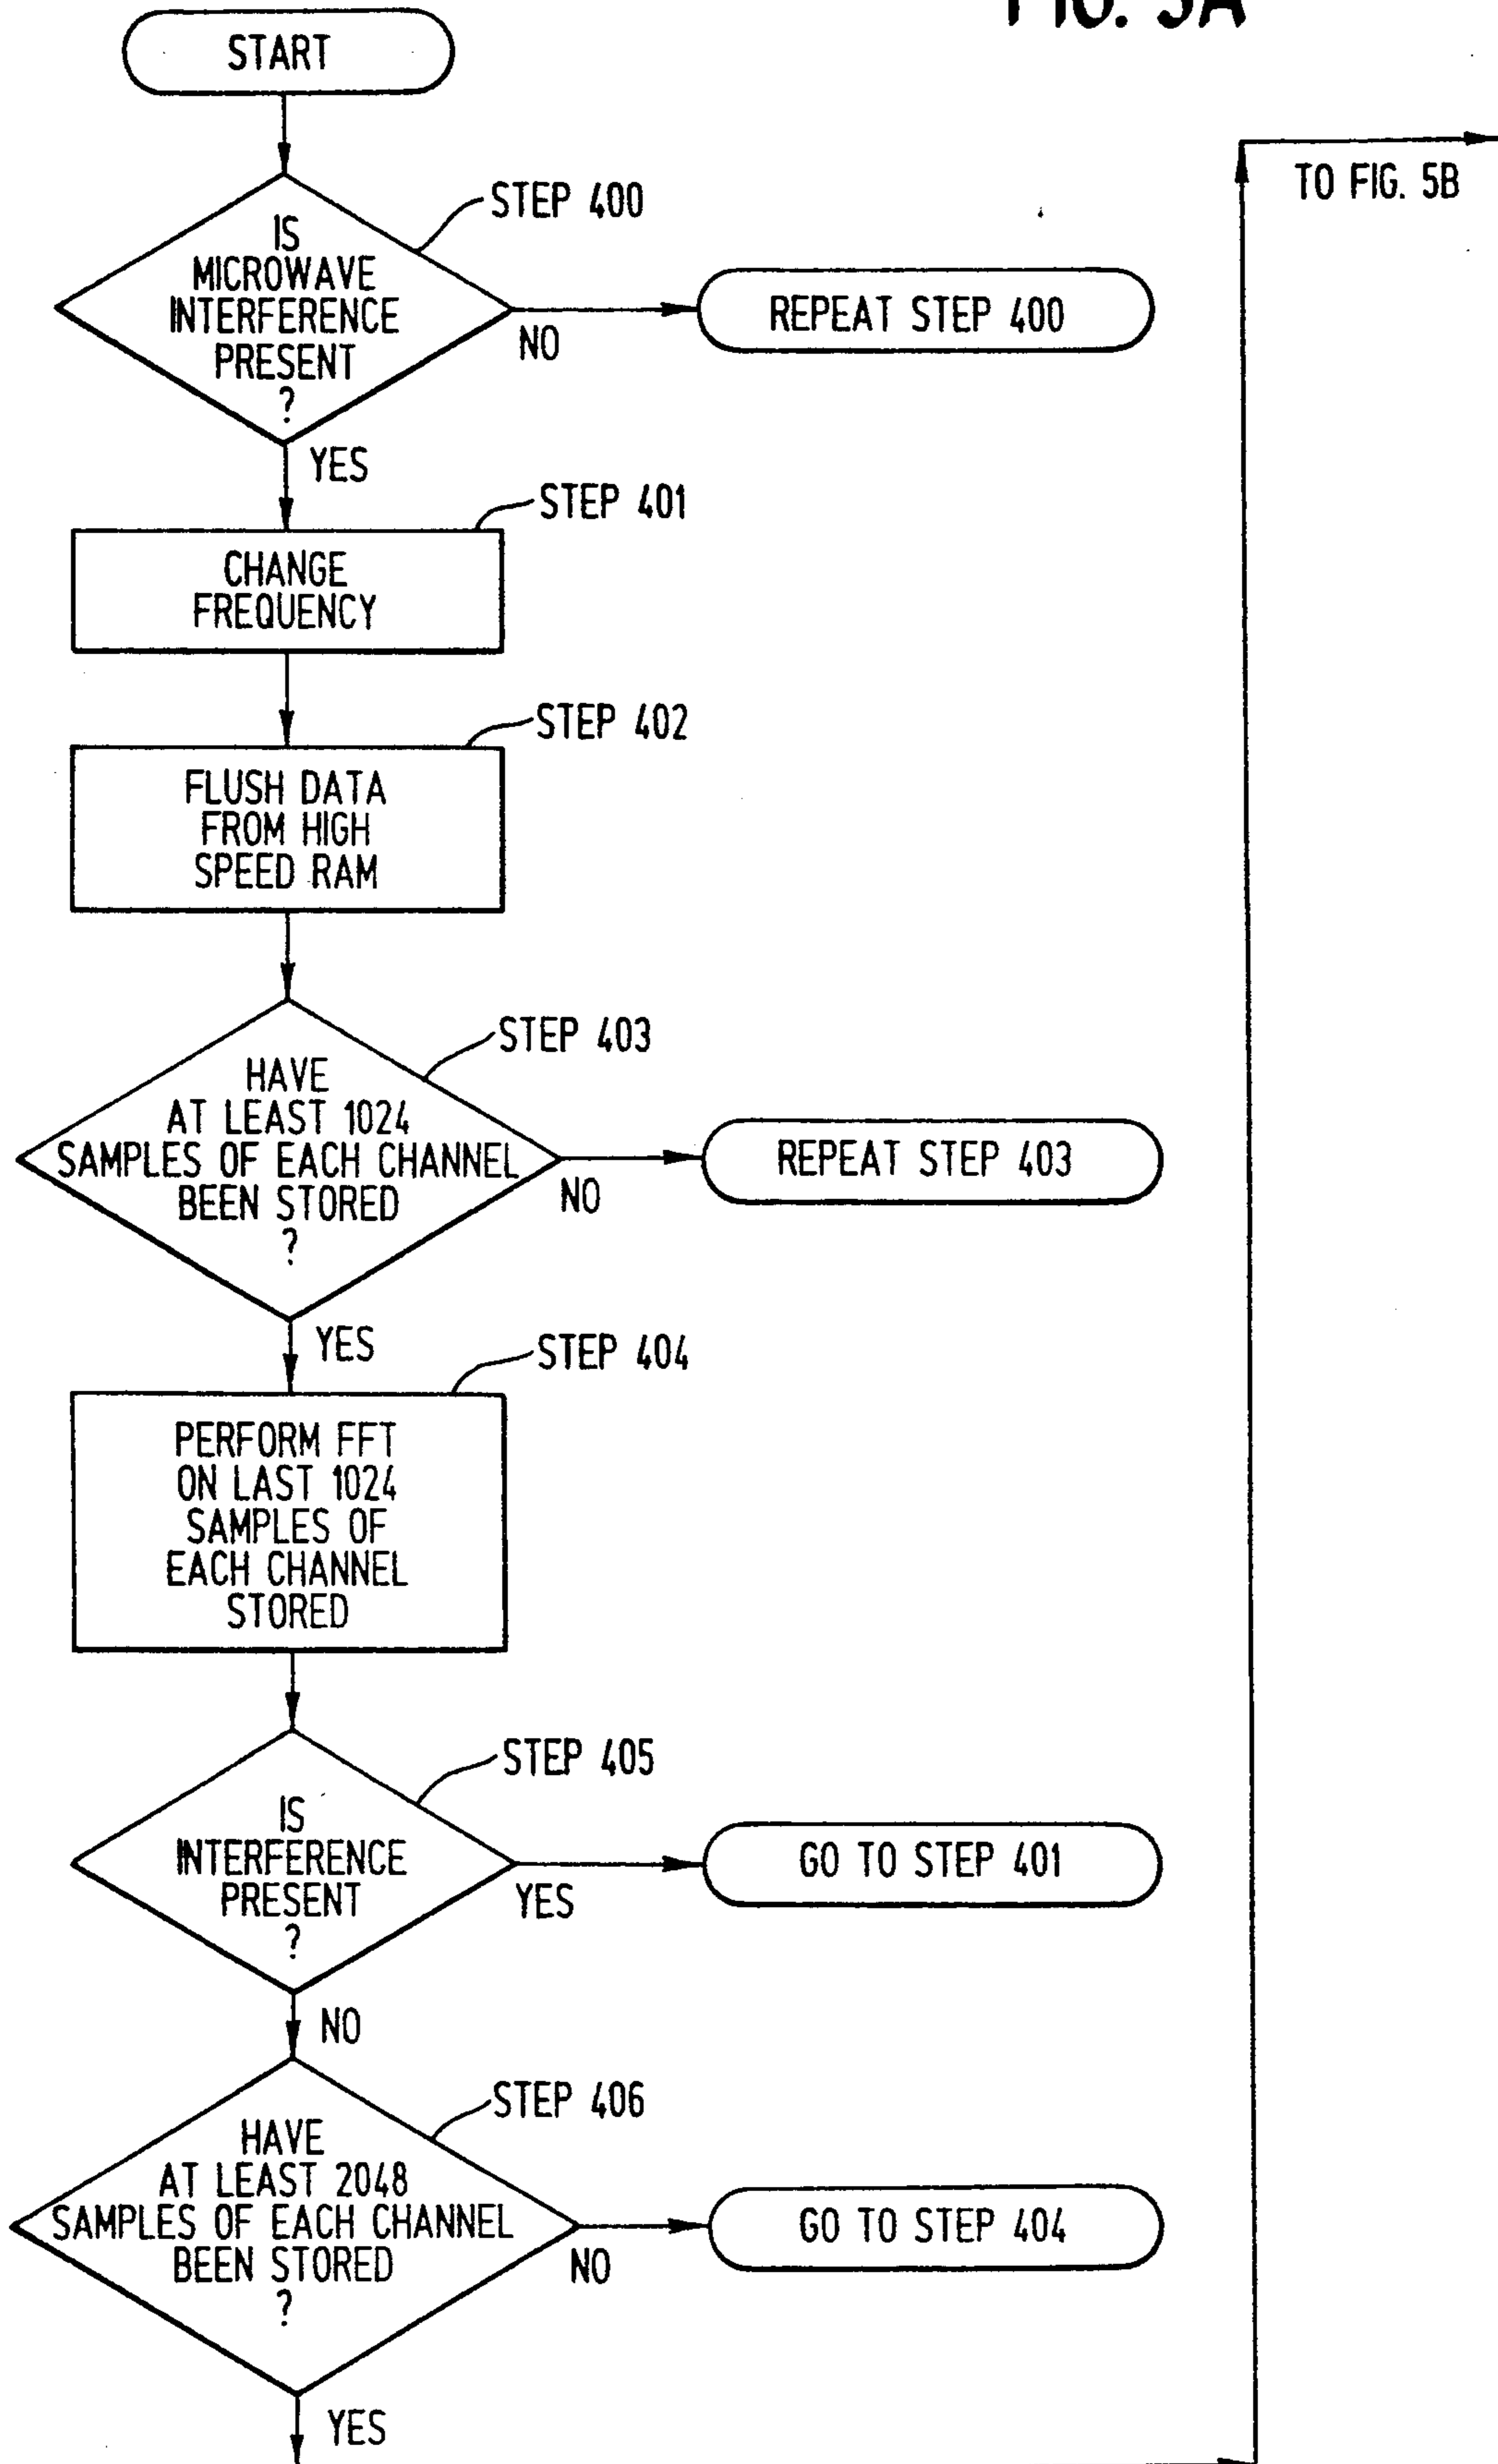 FIG. 5A
START
STEP 400
IS
MICROWAVE
INTERFERENCE
PRESENT
?
NO
REPEAT STEP 400
TO FIG. 5B
YES
STEP 401
CHANGE
FREQUENCY
STEP 402
FLUSH DATA
FROM HIGH
SPEED RAM
STEP 403
HAVE
AT LEAST 1024
SAMPLES OF EACH CHANNEL
BEEN STORED
?
NO
REPEAT STEP 403
YES
STEP 404
PERFORM FFT
ON LAST 1024
SAMPLES OF
EACH CHANNEL
STORED
STEP 405
IS
INTERFERENCE
PRESENT
?
YES
GO TO STEP 401
NO
STEP 406
HAVE
AT LEAST 2048
SAMPLES OF EACH CHANNEL
BEEN STORED
?
NO
GO TO STEP 404
YES